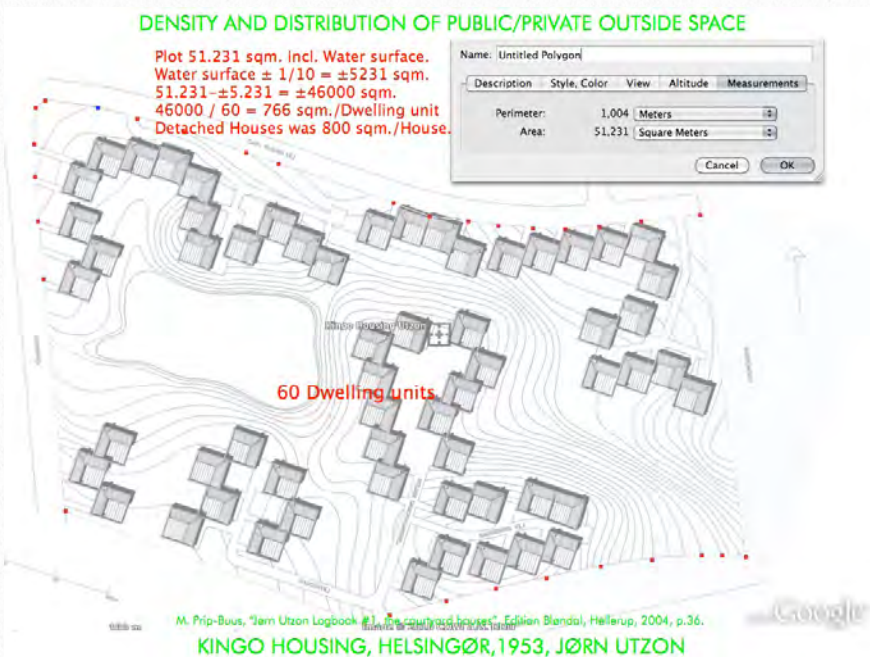 DENSITY AND DISTRIBUTION OF PUBLIC/PRIVATE OUTSIDE SPACE
Plot 51.231 sqm. Incl. Water surface.
Water surface ± 1/10 = ±5231 sqm.
51.231-±5.231 = ±46000 sqm.
46000 / 60 = 766 sqm./Dwelling unit
Detached Houses was 800 sqm./House.
Name: Untitled Polygon
Description Style, Color View Altitude Measurements
Perimeter: 1,004 Meters
Area: 51,231 Square Meters
Cancel OK
Kingo Housing Utzon
60 Dwelling units
M. Prip-Buus, "Jørn Utzon Logbook #1, the courtyard houses", Edition Bløndal, Hellerup, 2004, p.36.
Google
KINGO HOUSING, HELSINGØR,1953, JØRN UTZON